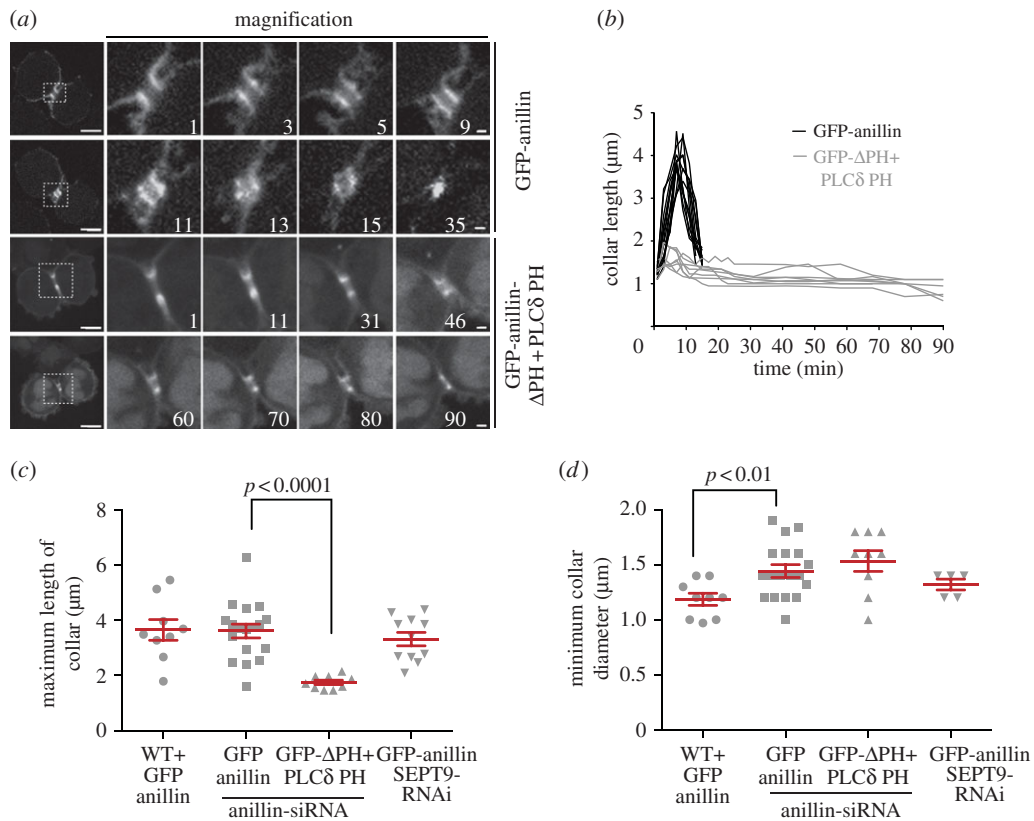 (a)
magnification
1 3 5 9
GFP-anillin
11 13 15 35
1 11 31 46
GFP-anillin-
ΔPH+PLCδ PH
60 70 80 90
(b)
5
4
3
2
1
0
collar length (μm)
GFP-anillin
GFP-ΔPH+
PLCδ PH
10 20 30 40 50 60 70 80 90
time (min)
(c)
p<0.0001
8
6
4
2
0
maximum length of
collar (μm)
WT+
GFP
anillin
GFP
anillin
GFP-ΔPH+
PLCδ PH
GFP-anillin
SEPT9-
RNAi
anillin-siRNA
(d)
p<0.01
2.0
1.5
1.0
0.5
0
minimum collar
diameter (μm)
WT+
GFP
anillin
GFP
anillin
GFP-ΔPH+
PLCδ PH
GFP-anillin
SEPT9-
RNAi
anillin-siRNA